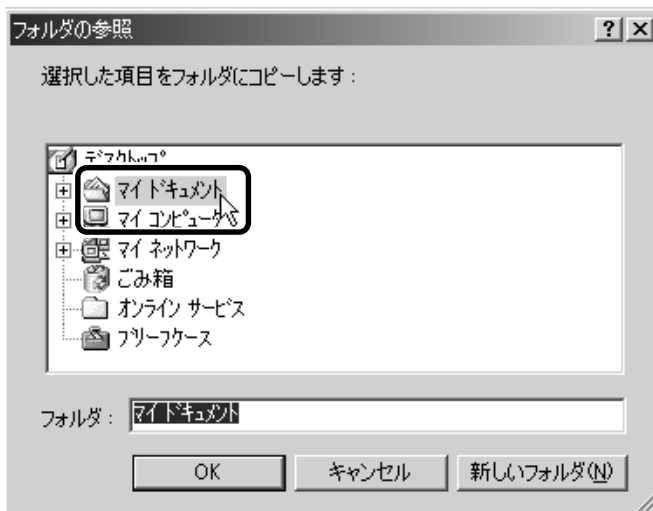 フォルダの参照
選択した項目をフォルダにコピーします:
デスクトップ
マイ ドキュメント
マイ コンピュータ
マイ ネットワーク
ごみ箱
オンライン サービス
ブリーフケース
フォルダ: マイ ドキュメント
OK キャンセル 新しいフォルダ(N)